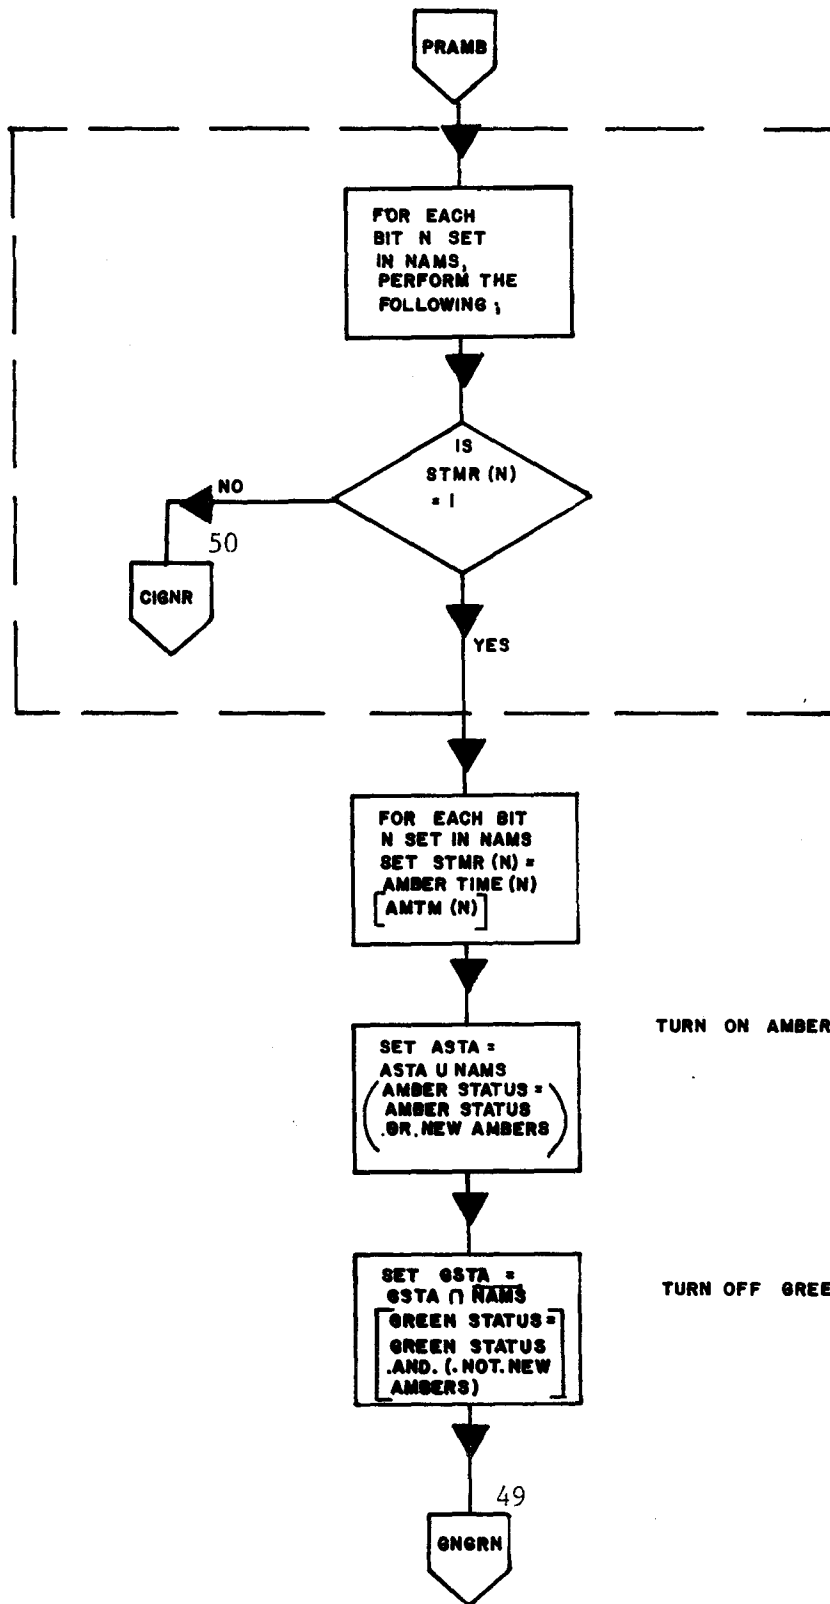 PRAMB
FOR EACH
BIT N SET
IN NAMS,
PERFORM THE
FOLLOWING ;
IS
STMR (N)
= 1
NO
50
CIGNR
YES
FOR EACH BIT
N SET IN NAMS
SET STMR (N) =
AMBER TIME (N)
[AMTM (N)]
SET ASTA =
ASTA U NAMS
(AMBER STATUS =
AMBER STATUS
.OR. NEW AMBERS)
TURN ON AMBER
SET GSTA =
GSTA ∩ N̅A̅M̅S̅
[GREEN STATUS =
GREEN STATUS
.AND. (.NOT. NEW
AMBERS)]
TURN OFF GREE
49
GNGRN